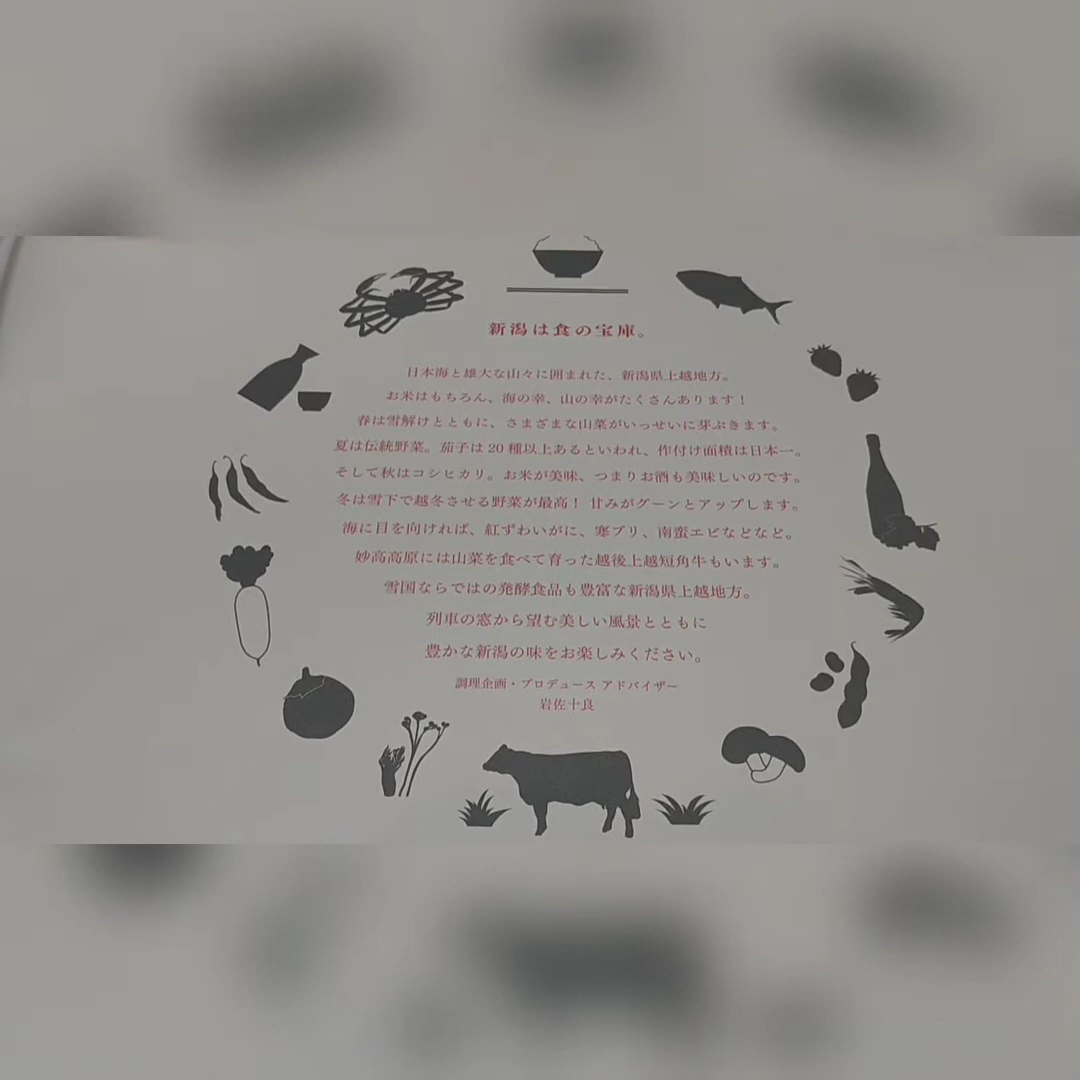 新潟は食の宝庫。
日本海と雄大な山々に囲まれた、新潟県上越地方。
お米はもちろん、海の幸、山の幸がたくさんあります！
春は雪解けとともに、さまざまな山菜がいっせいに芽ぶきます。
夏は伝統野菜。茄子は20種以上あるといわれ、作付け面積は日本一。
そして秋はコシヒカリ。お米が美味、つまりお酒も美味しいのです。
冬は雪下で越冬させる野菜が最高！ 甘みがグーンとアップします。
海に目を向ければ、紅ずわいがに、寒ブリ、南蛮エビなどなど。
妙高高原には山菜を食べて育った越後上越短角牛もいます。
雪国ならではの発酵食品も豊富な新潟県上越地方。
列車の窓から望む美しい風景とともに
豊かな新潟の味をお楽しみください。
調理企画・プロデュース アドバイザー
岩佐十良